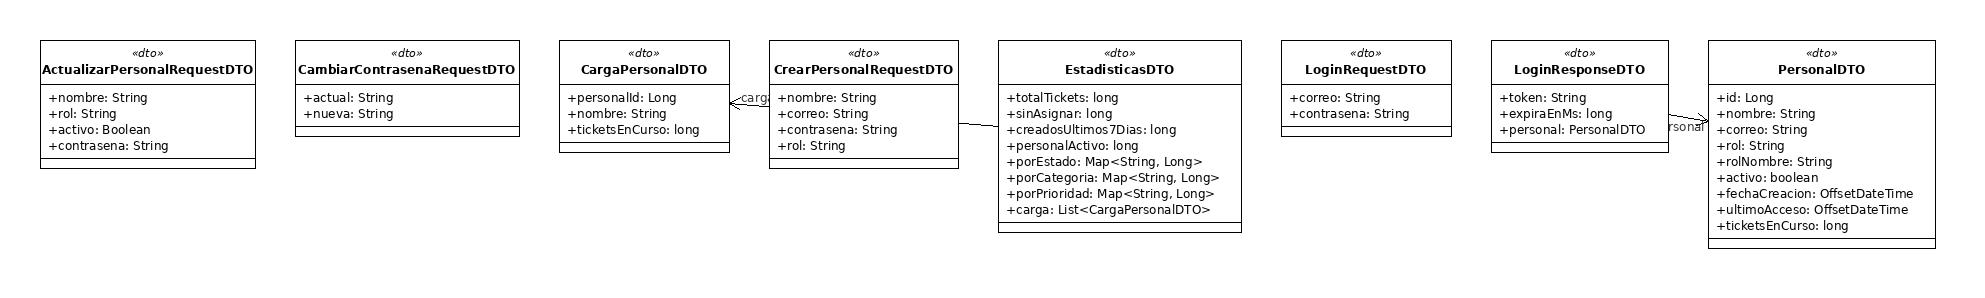 «dto»
ActualizarPersonalRequestDTO
+nombre: String
+rol: String
+activo: Boolean
+contrasena: String
«dto»
CambiarContrasenaRequestDTO
+actual: String
+nueva: String
«dto»
CargaPersonalDTO
+personalId: Long
+nombre: String
+ticketsEnCurso: long
carga
«dto»
CrearPersonalRequestDTO
+nombre: String
+correo: String
+contrasena: String
+rol: String
«dto»
EstadisticasDTO
+totalTickets: long
+sinAsignar: long
+creadosUltimos7Dias: long
+personalActivo: long
+porEstado: Map<String, Long>
+porCategoria: Map<String, Long>
+porPrioridad: Map<String, Long>
+carga: List<CargaPersonalDTO>
«dto»
LoginRequestDTO
+correo: String
+contrasena: String
«dto»
LoginResponseDTO
+token: String
+expiraEnMs: long
+personal: PersonalDTO
rsonal
«dto»
PersonalDTO
+id: Long
+nombre: String
+correo: String
+rol: String
+rolNombre: String
+activo: boolean
+fechaCreacion: OffsetDateTime
+ultimoAcceso: OffsetDateTime
+ticketsEnCurso: long